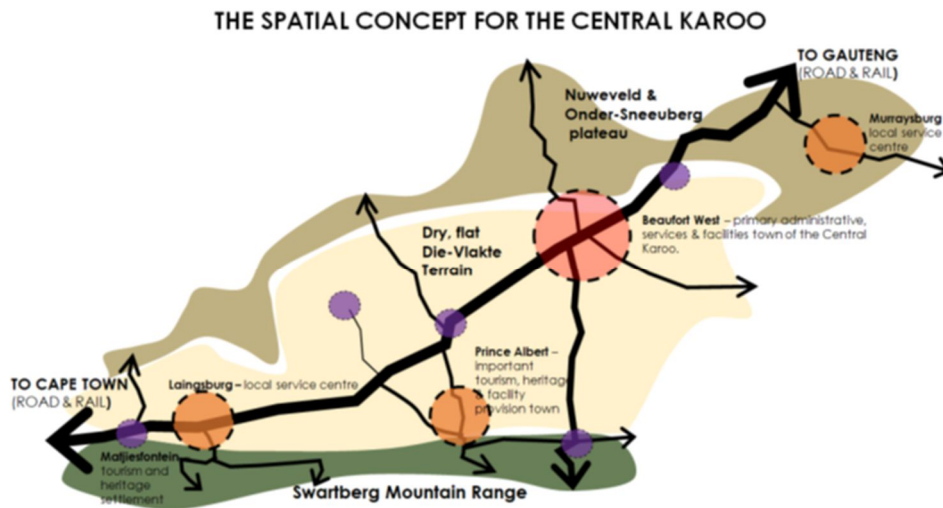 THE SPATIAL CONCEPT FOR THE CENTRAL KAROO
TO GAUTENG
(ROAD & RAIL)
Nuweveld &
Onder-Sneeuberg
plateau
Murraysburg
local service
centre
Beaufort West – primary administrative,
services & facilities town of the Central
Karoo.
Dry, flat
Die-Vlakte
Terrain
Prince Albert –
important
tourism, heritage
& facility
provision town
TO CAPE TOWN
(ROAD & RAIL)
Laingsburg – local service centre
Matjiesfontein
tourism and
heritage
settlement
Swartberg Mountain Range